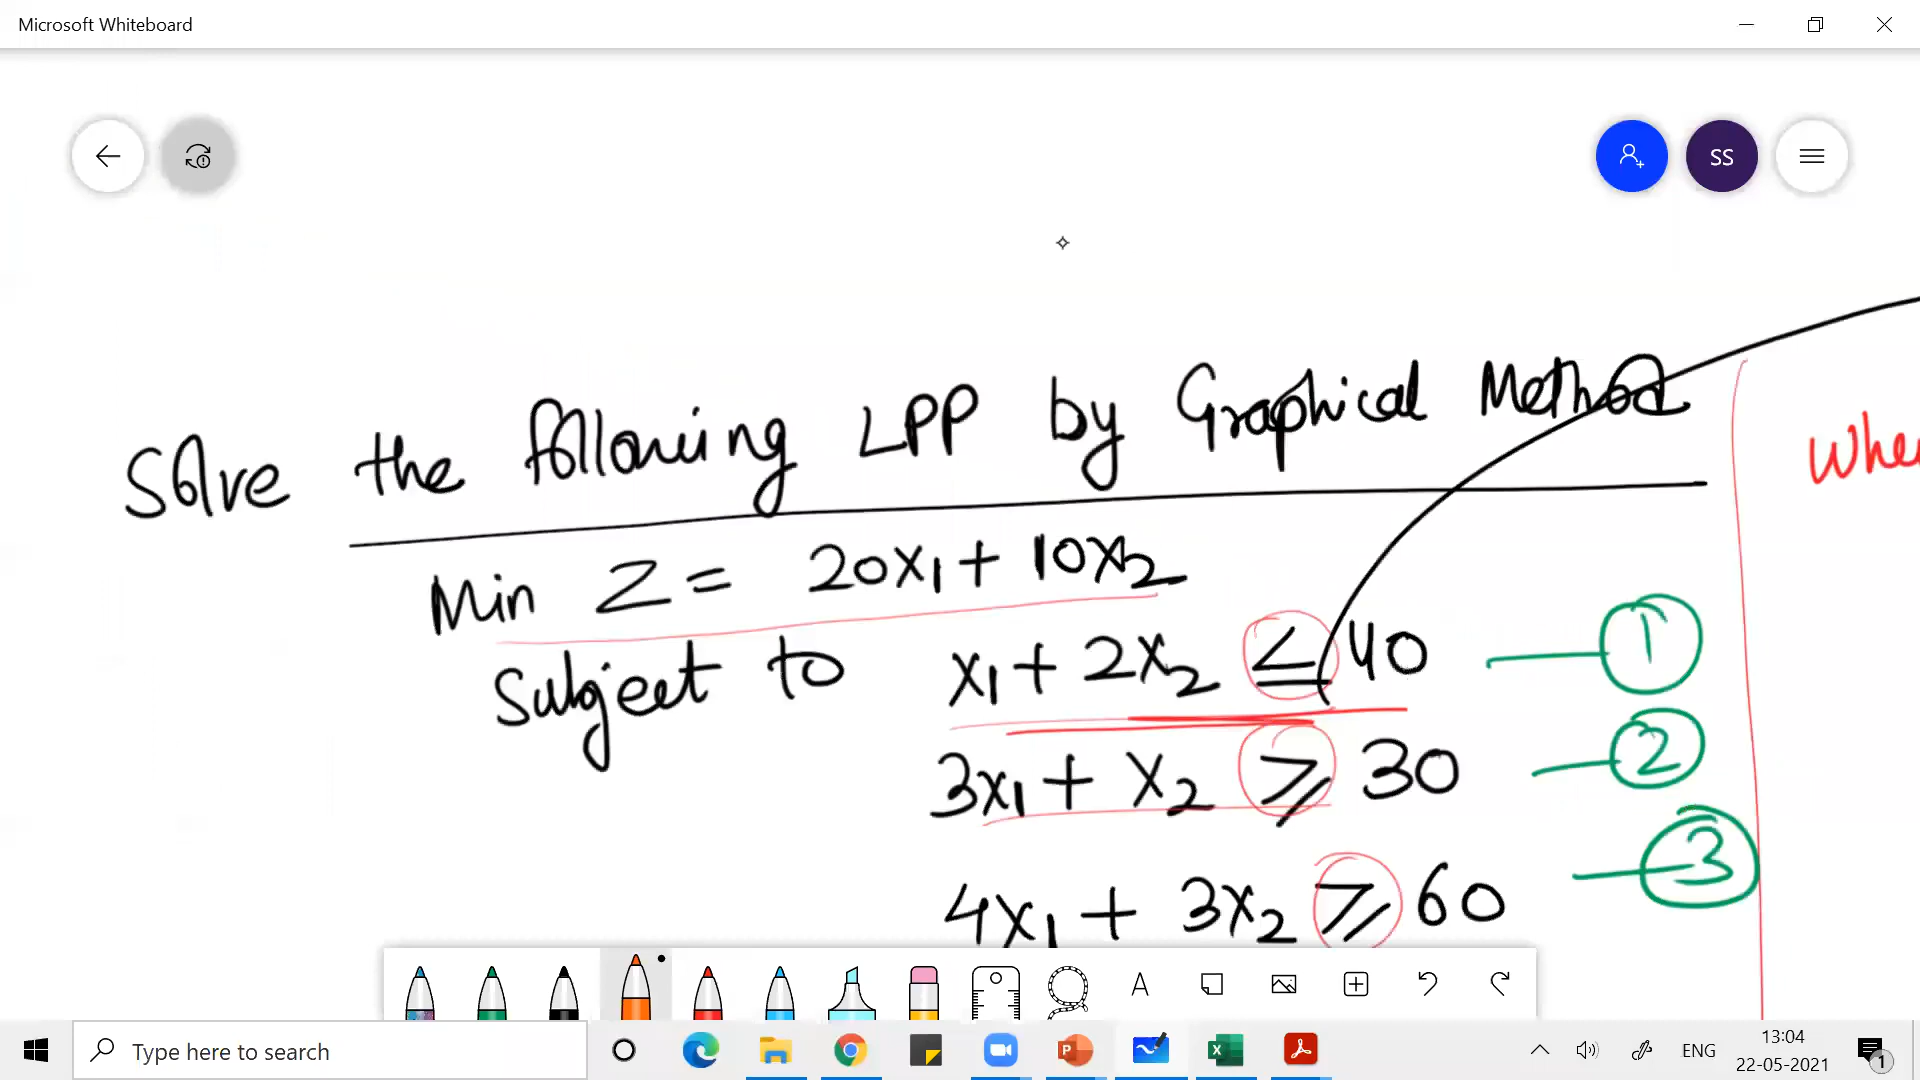 Microsoft Whiteboard
SS
Solve the following LPP by Graphical Method
Min Z = 20x₁ + 10x₂
Subject to x₁ + 2x₂ ≤ 40 — 1
3x₁ + x₂ ≥ 30 — 2
4x₁ + 3x₂ ≥ 60 — 3
A
Type here to search
ENG
13:04
22-05-2021
1